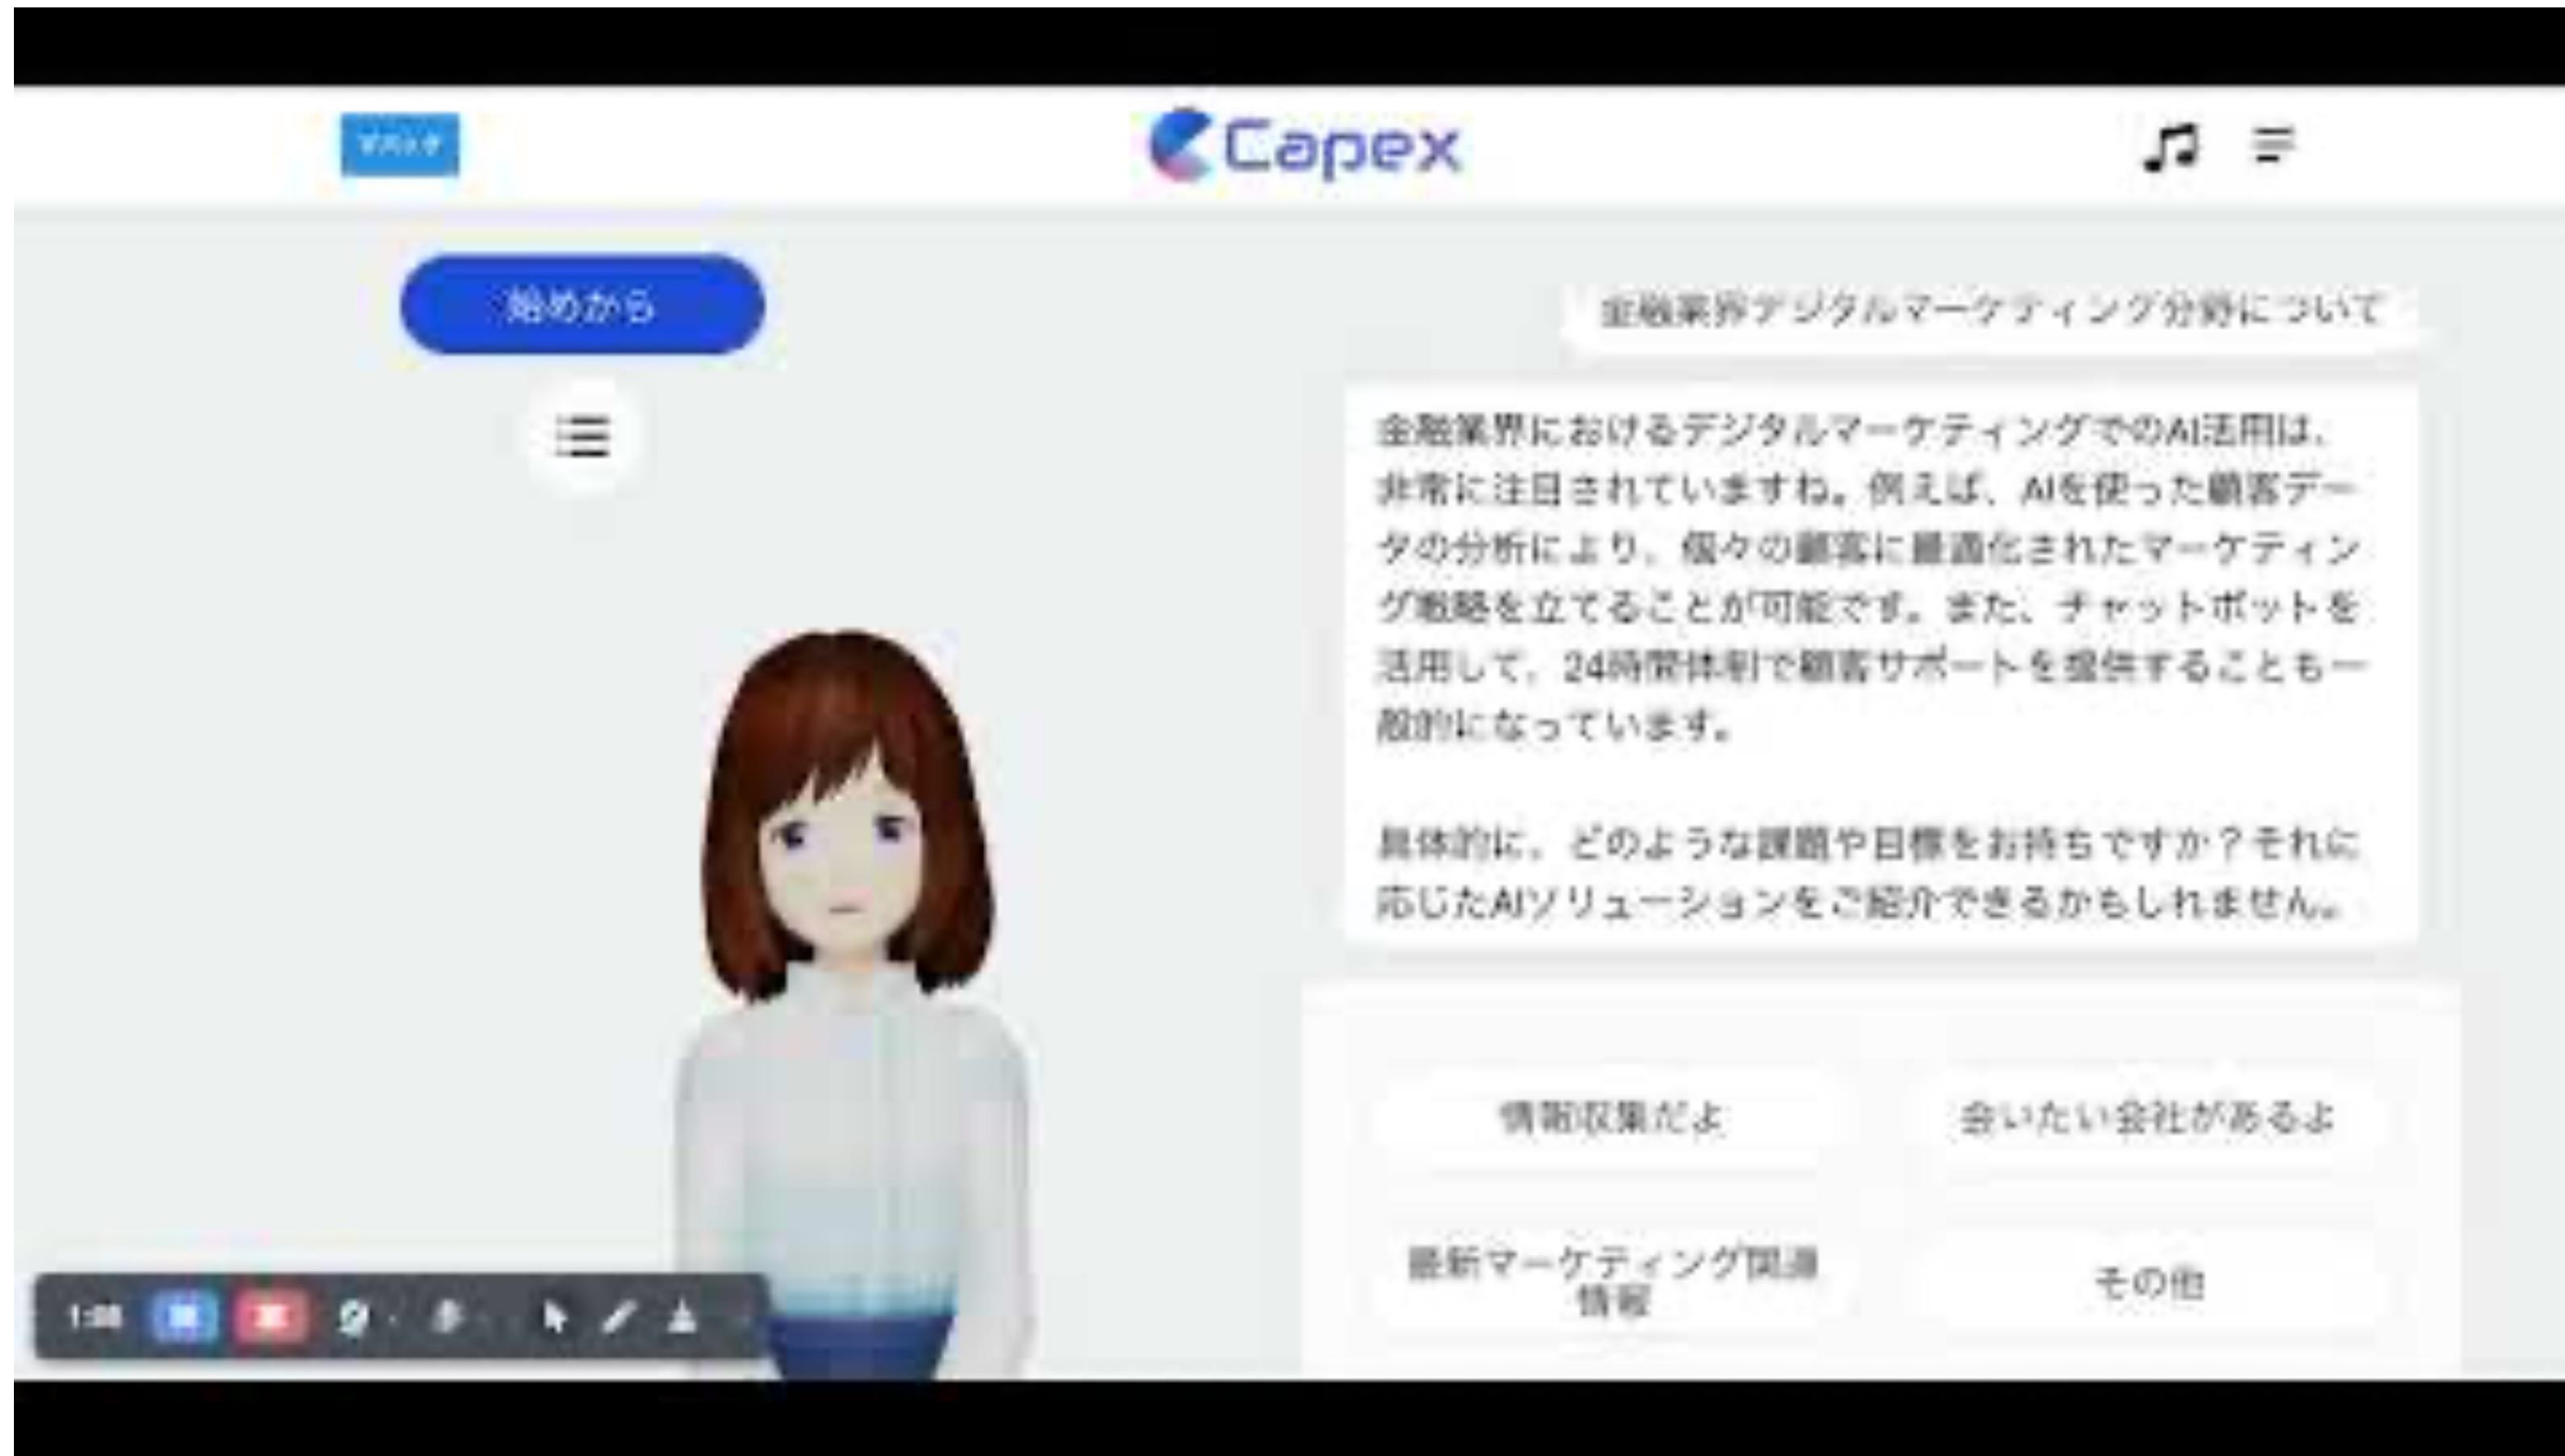 Capex
始めから
金融業界デジタルマーケティング分野について
金融業界におけるデジタルマーケティングでのAI活用は、
非常に注目されていますね。例えば、AIを使った顧客デー
タの分析により、個々の顧客に最適化されたマーケティン
グ戦略を立てることが可能です。また、チャットボットを
活用して、24時間体制で顧客サポートを提供することも一
般的になっています。
具体的に、どのような課題や目標をお持ちですか？それに
応じたAIソリューションをご紹介できるかもしれません。
情報収集だよ
会いたい会社があるよ
最新マーケティング関連
情報
その他